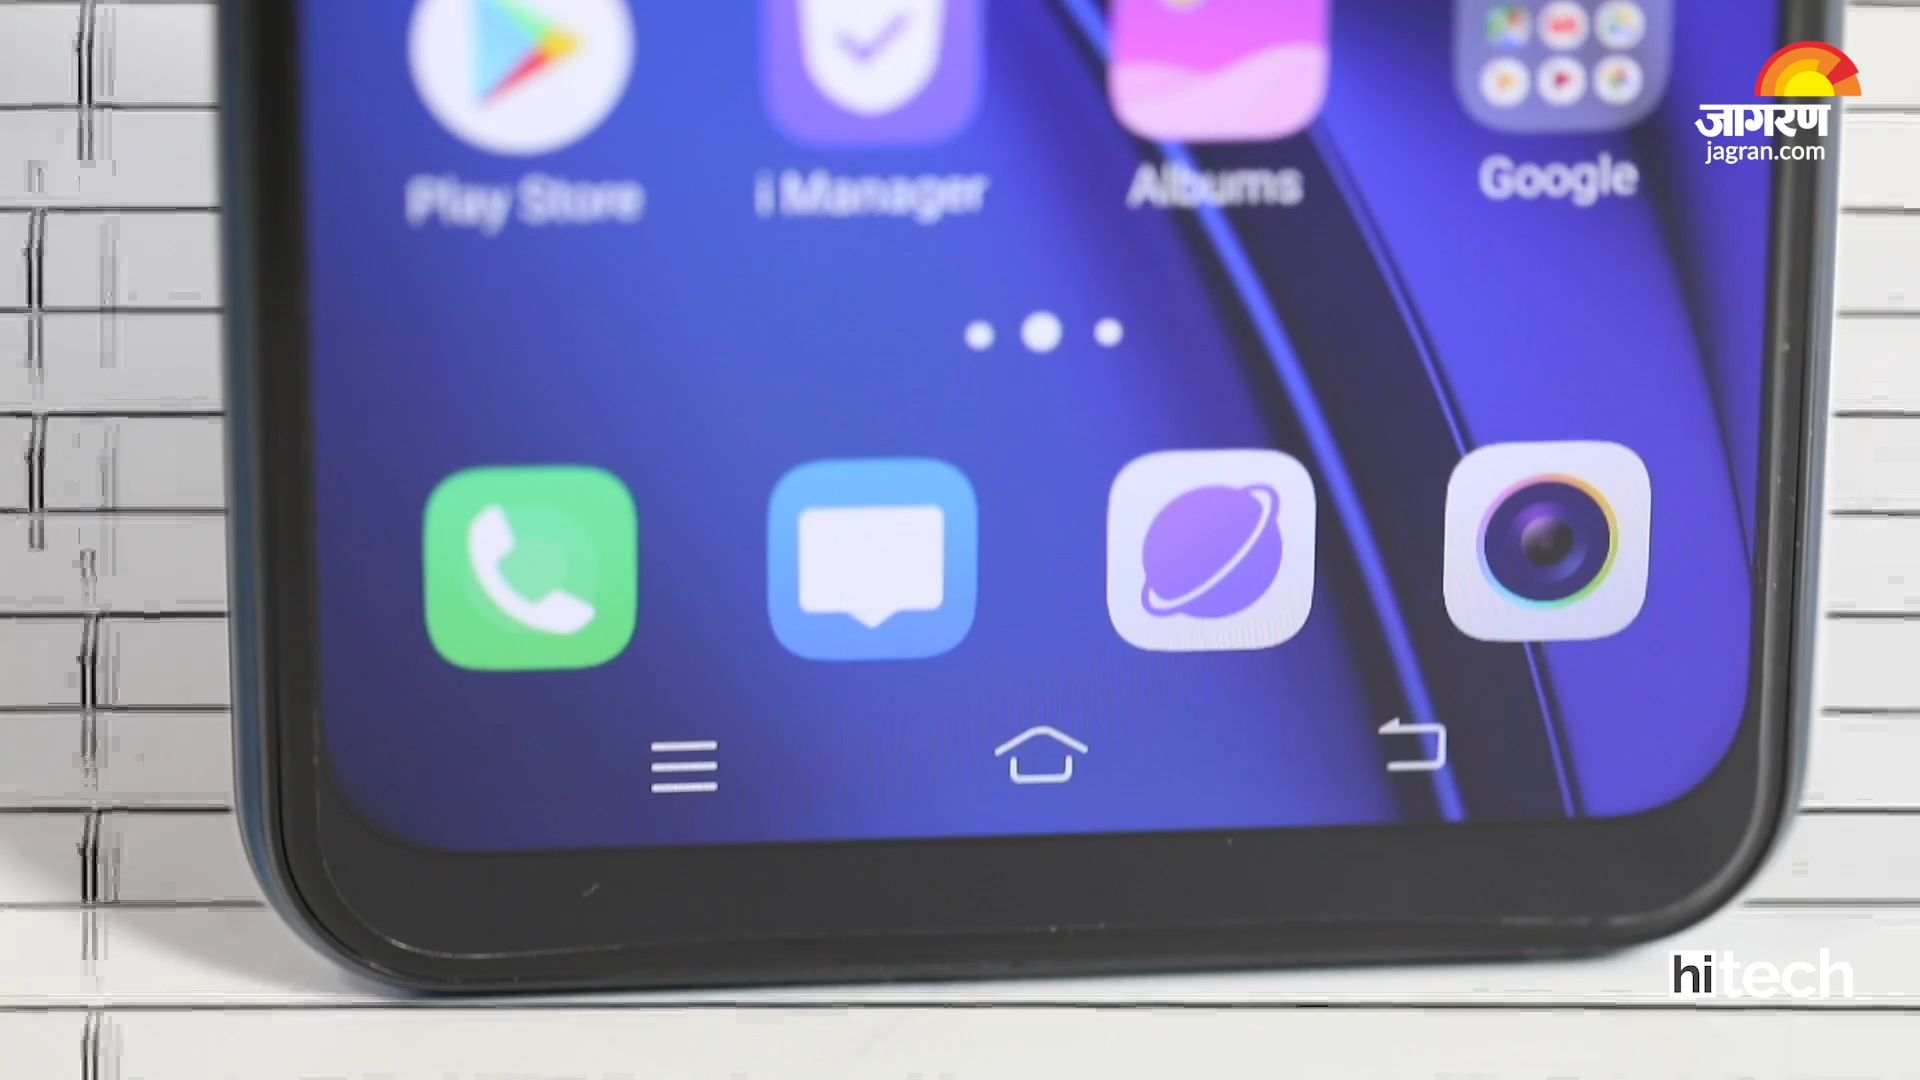 Play Store
i Manager
Albums
Google
जागरण
jagran.com
hitech